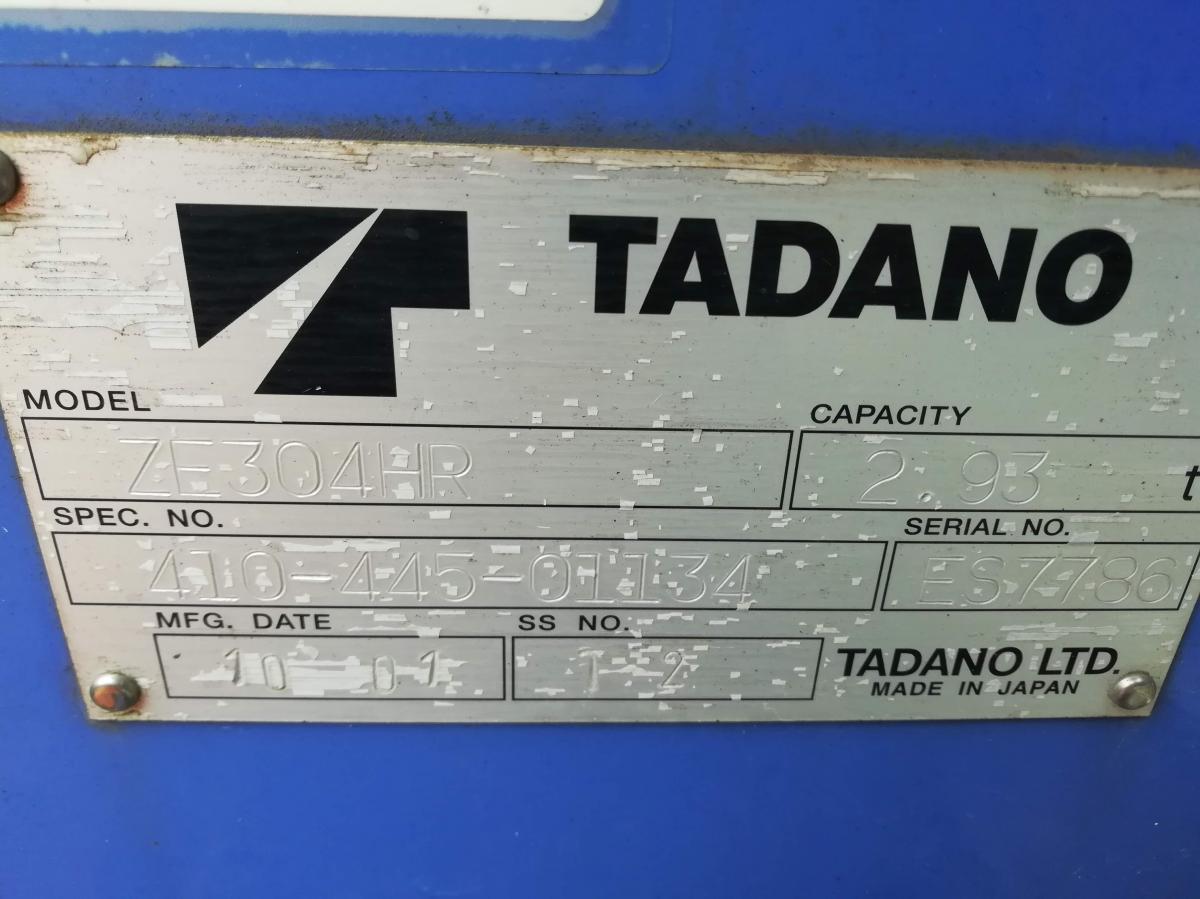 TADANO
MODEL
CAPACITY
ZE304HR
2.93 t
SPEC. NO.
SERIAL NO.
410-445-01134
ES7786
MFG. DATE
SS NO.
'10 01
1 2
TADANO LTD.
MADE IN JAPAN